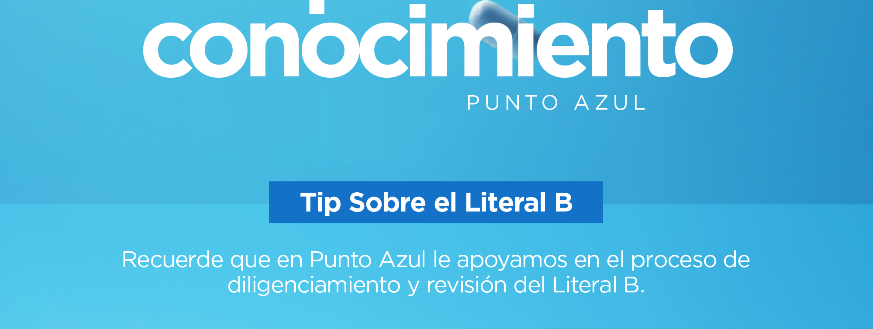 conocimiento
PUNTO AZUL
Tip Sobre el Literal B
Recuerde que en Punto Azul le apoyamos en el proceso de
diligenciamiento y revisión del Literal B.